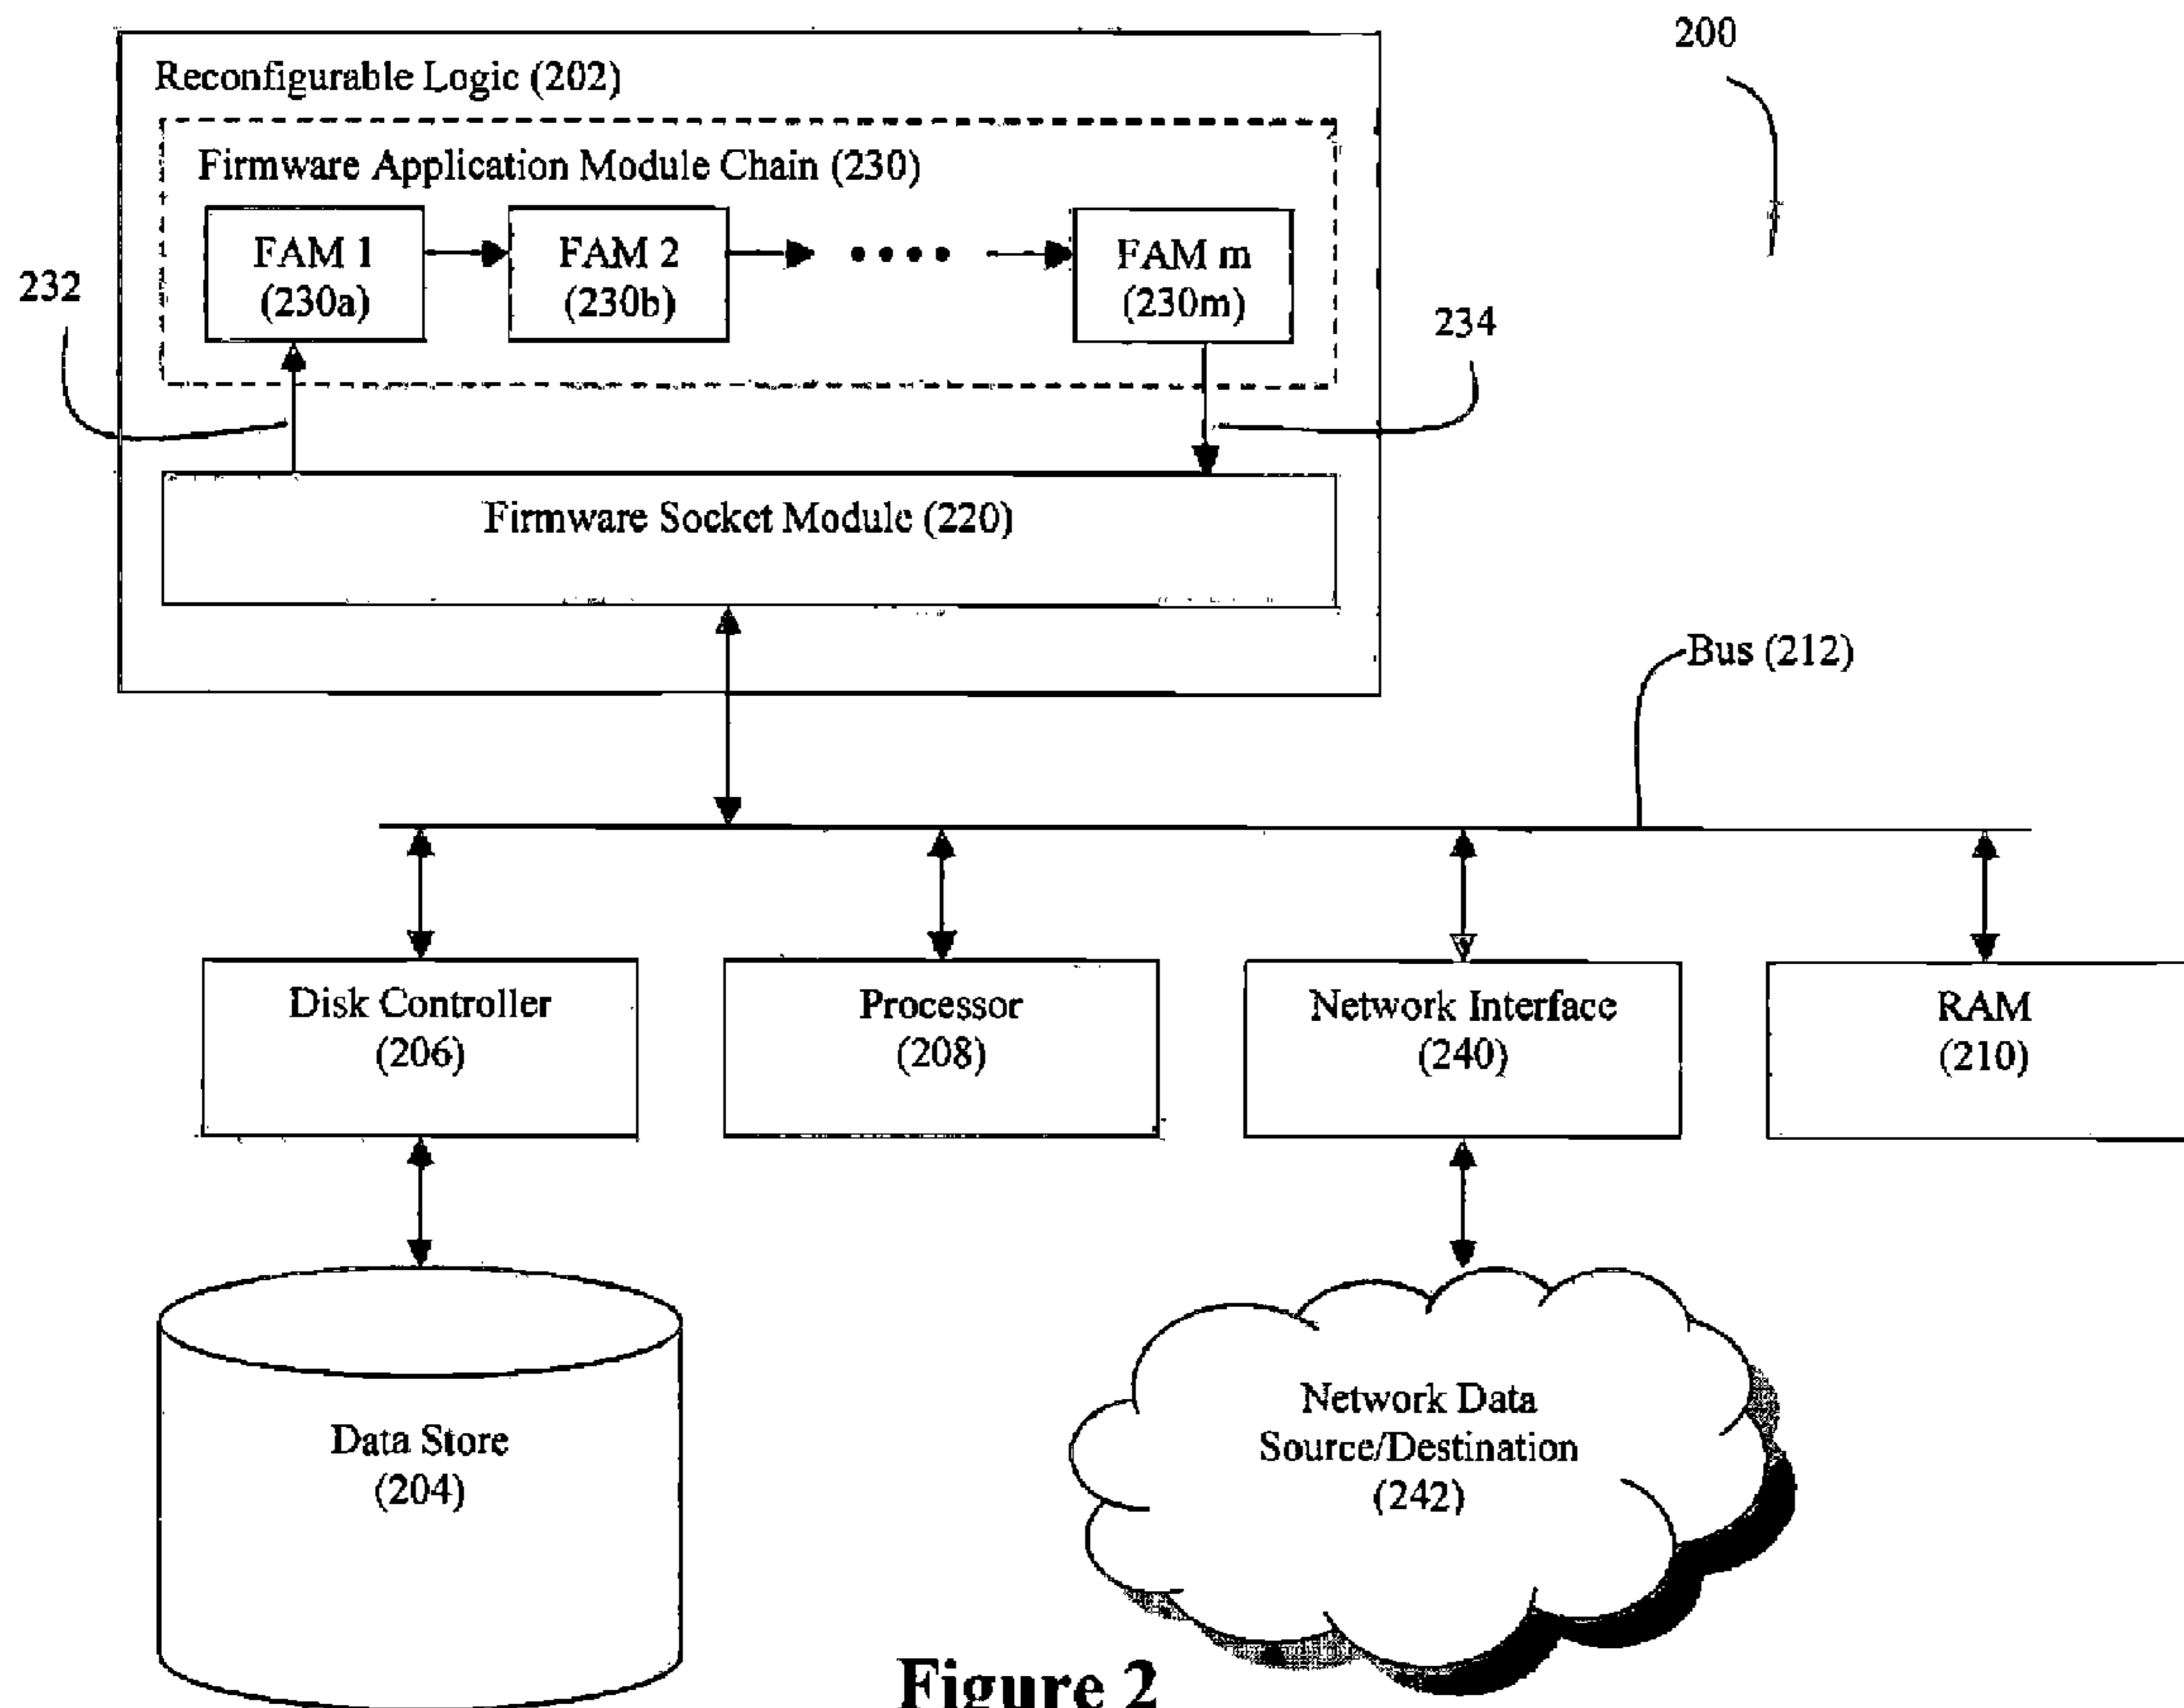 200
Reconfigurable Logic (202)
Firmware Application Module Chain (230)
FAM 1
(230a)
FAM 2
(230b)
FAM m
(230m)
232
234
Firmware Socket Module (220)
Bus (212)
Disk Controller
(206)
Processor
(208)
Network Interface
(240)
RAM
(210)
Data Store
(204)
Network Data
Source/Destination
(242)
Figure 2